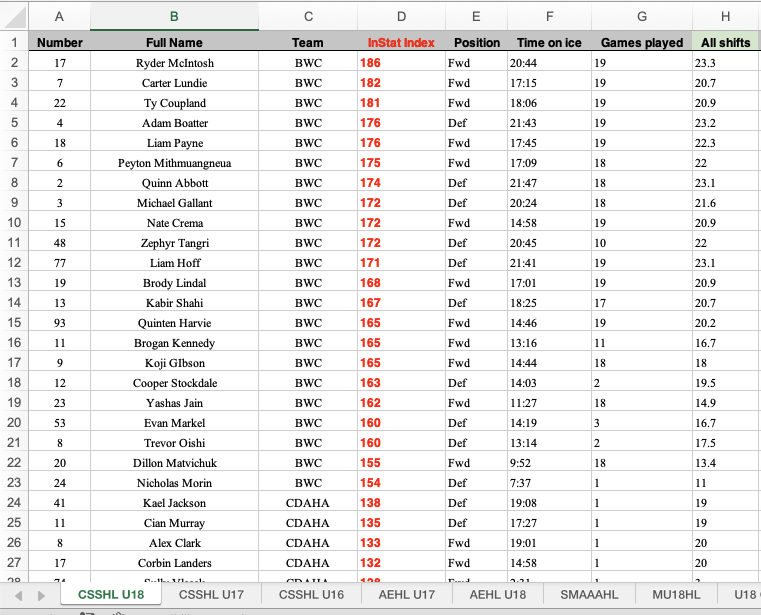 A B C D E F G H
1 Number Full Name Team InStat Index Position Time on ice Games played All shifts
2 17 Ryder McIntosh BWC 186 Fwd 20:44 19 23.3
3 7 Carter Lundie BWC 182 Fwd 17:15 19 20.7
4 22 Ty Coupland BWC 181 Fwd 18:06 19 20.9
5 4 Adam Boatter BWC 176 Def 21:43 19 23.2
6 18 Liam Payne BWC 176 Fwd 17:45 19 22.3
7 6 Peyton Mithmuangneua BWC 175 Fwd 17:09 18 22
8 2 Quinn Abbott BWC 174 Def 21:47 18 23.1
9 3 Michael Gallant BWC 172 Def 20:24 18 21.6
10 15 Nate Crema BWC 172 Fwd 14:58 19 20.9
11 48 Zephyr Tangri BWC 172 Def 20:45 10 22
12 77 Liam Hoff BWC 171 Def 21:41 19 23.1
13 19 Brody Lindal BWC 168 Fwd 17:01 19 20.9
14 13 Kabir Shahi BWC 167 Def 18:25 17 20.7
15 93 Quinten Harvie BWC 165 Fwd 14:46 19 20.2
16 11 Brogan Kennedy BWC 165 Fwd 13:16 11 16.7
17 9 Koji GIbson BWC 165 Fwd 14:44 18 18
18 12 Cooper Stockdale BWC 163 Def 14:03 2 19.5
19 23 Yashas Jain BWC 162 Fwd 11:27 18 14.9
20 53 Evan Markel BWC 160 Def 14:19 3 16.7
21 8 Trevor Oishi BWC 160 Def 13:14 2 17.5
22 20 Dillon Matvichuk BWC 155 Fwd 9:52 18 13.4
23 24 Nicholas Morin BWC 154 Def 7:37 1 11
24 41 Kael Jackson CDAHA 138 Def 19:08 1 19
25 11 Cian Murray CDAHA 135 Def 17:27 1 19
26 8 Alex Clark CDAHA 133 Fwd 19:01 1 20
27 17 Corbin Landers CDAHA 132 Fwd 14:58 1 20
CSSHL U18 CSSHL U17 CSSHL U16 AEHL U17 AEHL U18 SMAAAHL MU18HL U18